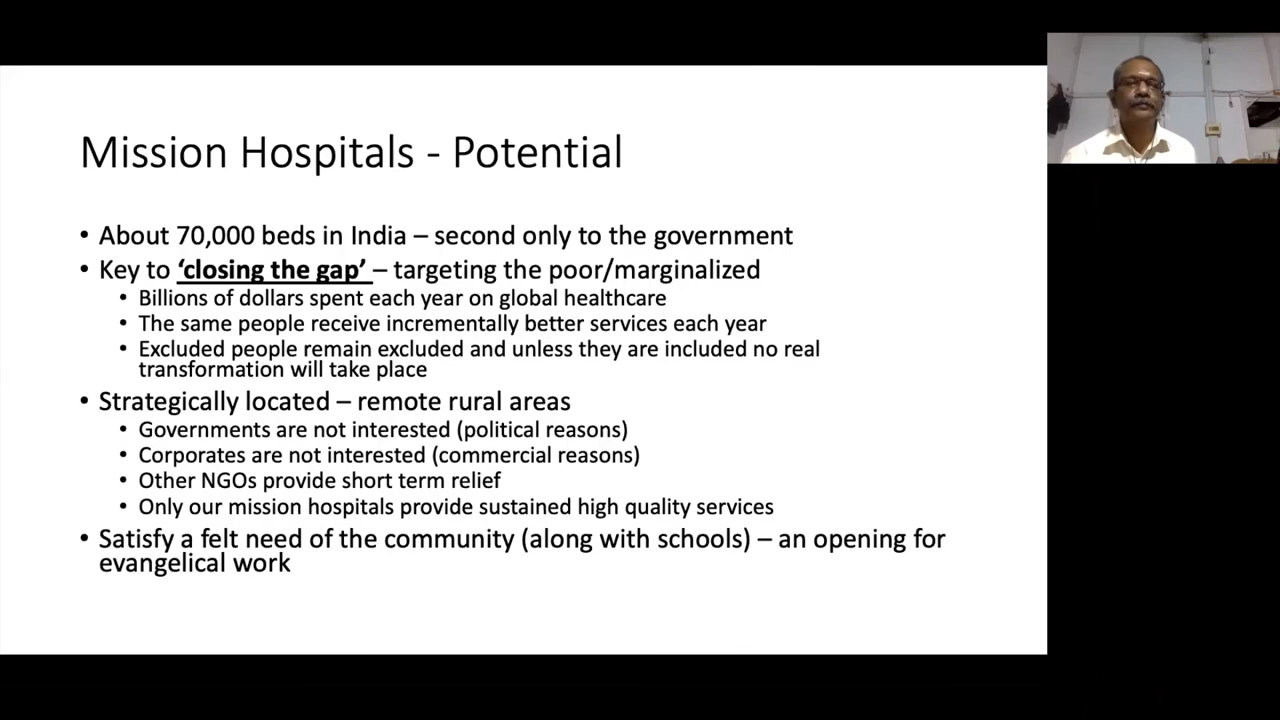 Mission Hospitals - Potential
• About 70,000 beds in India – second only to the government
• Key to ‘closing the gap’ – targeting the poor/marginalized
• Billions of dollars spent each year on global healthcare
• The same people receive incrementally better services each year
• Excluded people remain excluded and unless they are included no real
transformation will take place
• Strategically located – remote rural areas
• Governments are not interested (political reasons)
• Corporates are not interested (commercial reasons)
• Other NGOs provide short term relief
• Only our mission hospitals provide sustained high quality services
• Satisfy a felt need of the community (along with schools) – an opening for
evangelical work